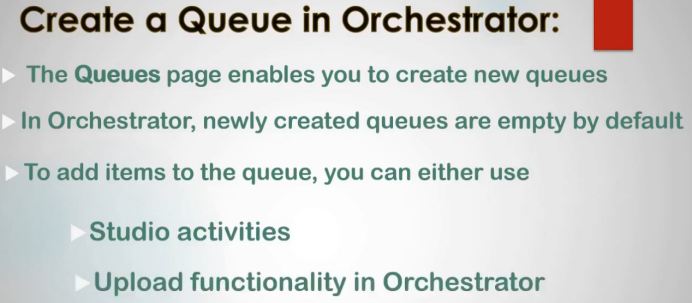 Create a Queue in Orchestrator:
The Queues page enables you to create new queues
In Orchestrator, newly created queues are empty by default
To add items to the queue, you can either use
Studio activities
Upload functionality in Orchestrator